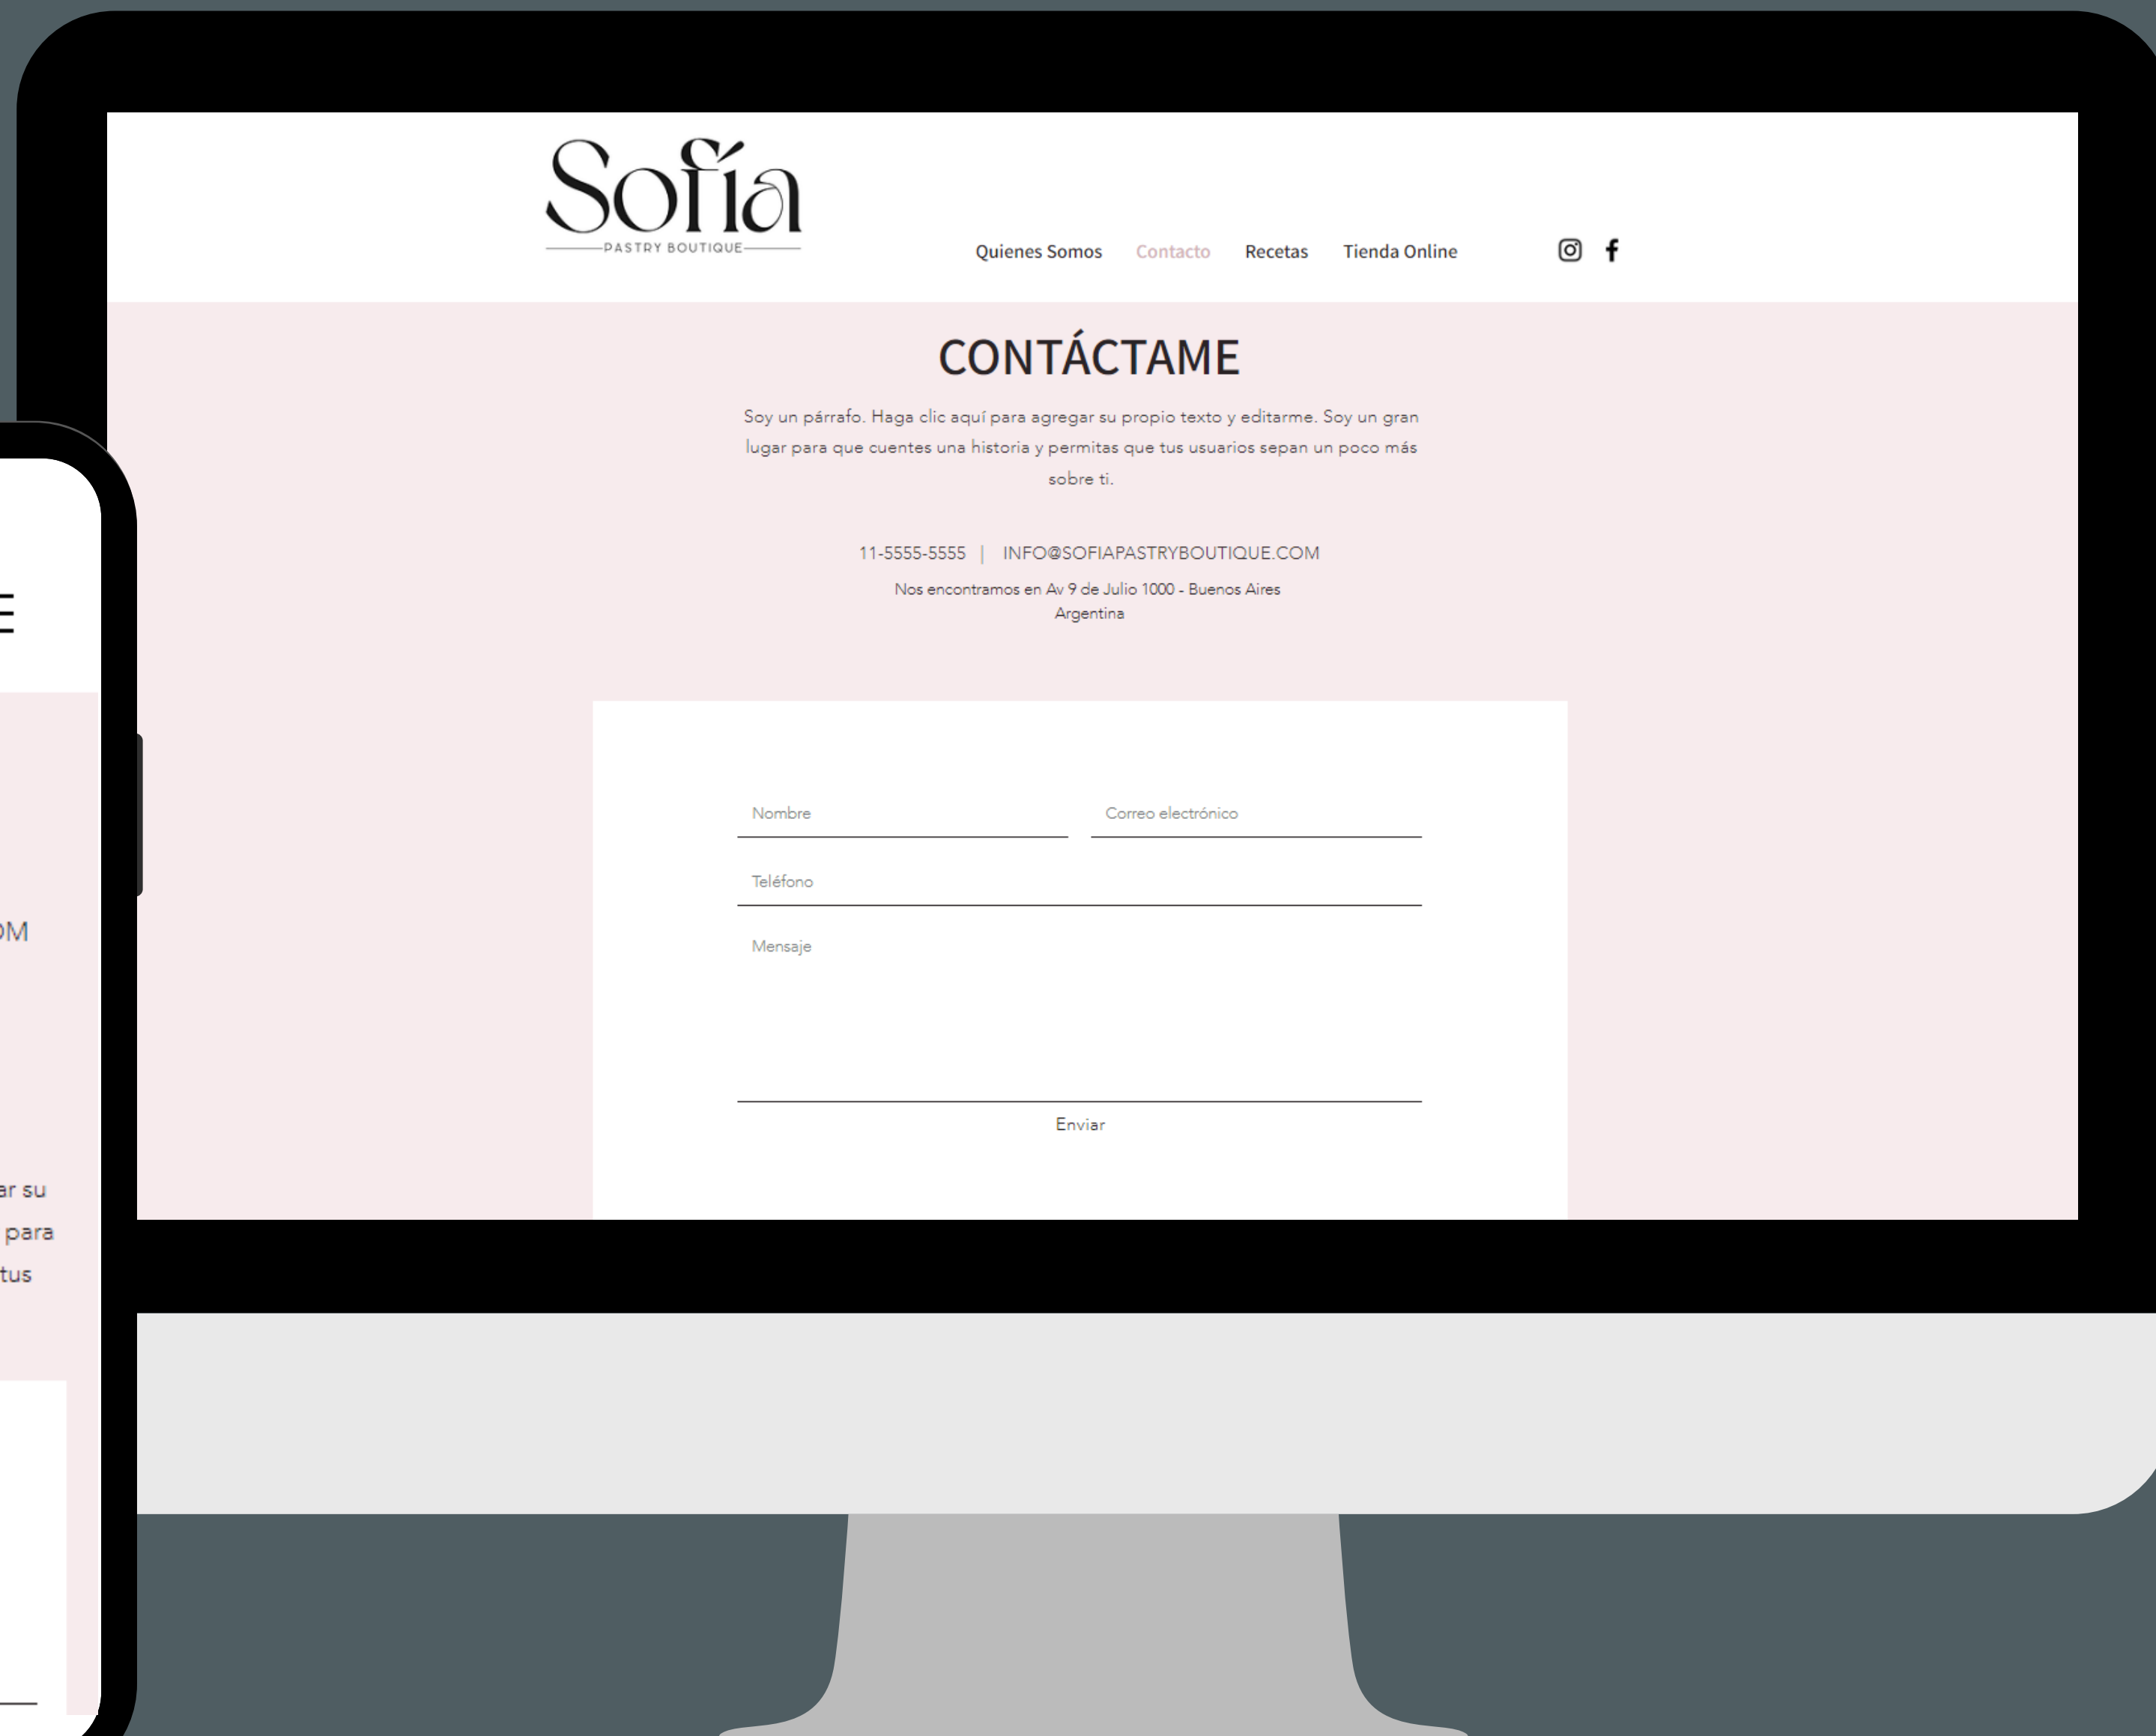 Sofía
PASTRY BOUTIQUE
Quienes Somos Contacto Recetas Tienda Online
CONTÁCTAME
Soy un párrafo. Haga clic aquí para agregar su propio texto y editarme. Soy un gran
lugar para que cuentes una historia y permitas que tus usuarios sepan un poco más
sobre ti.
11-5555-5555 | INFO@SOFIAPASTRYBOUTIQUE.COM
Nos encontramos en Av 9 de Julio 1000 - Buenos Aires
Argentina
Nombre Correo electrónico
Teléfono
Mensaje
Enviar
su
para
tus